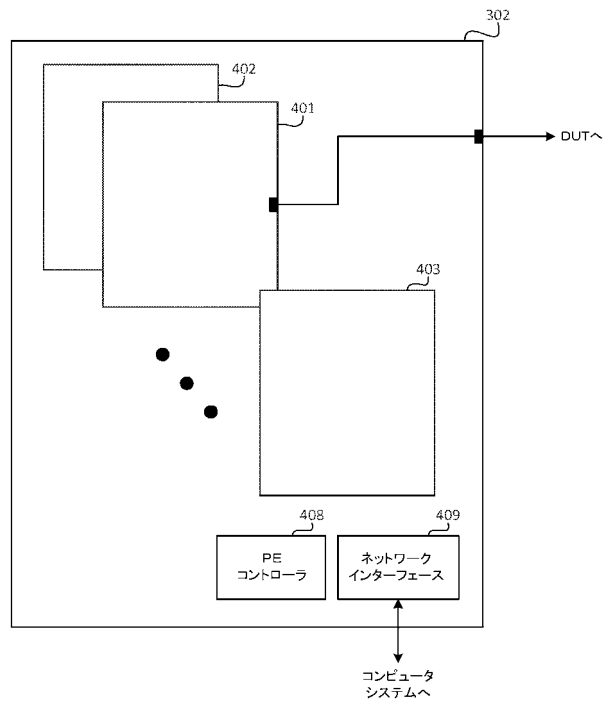 302
402
401
DUTへ
403
408
409
PE
コントローラ
ネットワーク
インターフェース
コンピュータ
システムへ